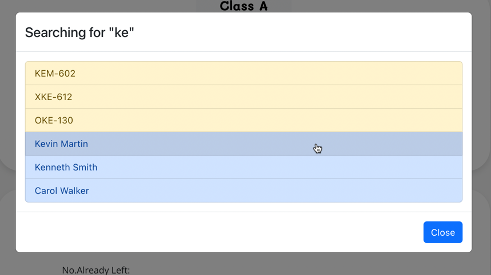 Class A
Searching for "ke"
KEM-602
XKE-612
OKE-130
Kevin Martin
Kenneth Smith
Carol Walker
Close
No.Already Left: